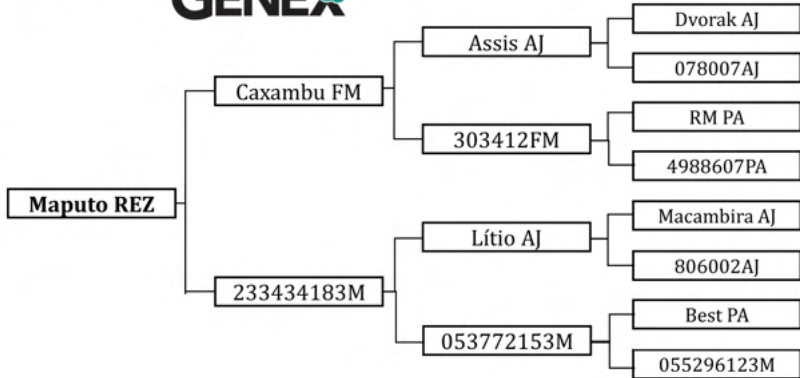 GENEX
Dvorak AJ
Assis AJ
078007AJ
Caxambu FM
RM PA
303412FM
4988607PA
Maputo REZ
Macambira AJ
Lítio AJ
806002AJ
233434183M
Best PA
053772153M
055296123M